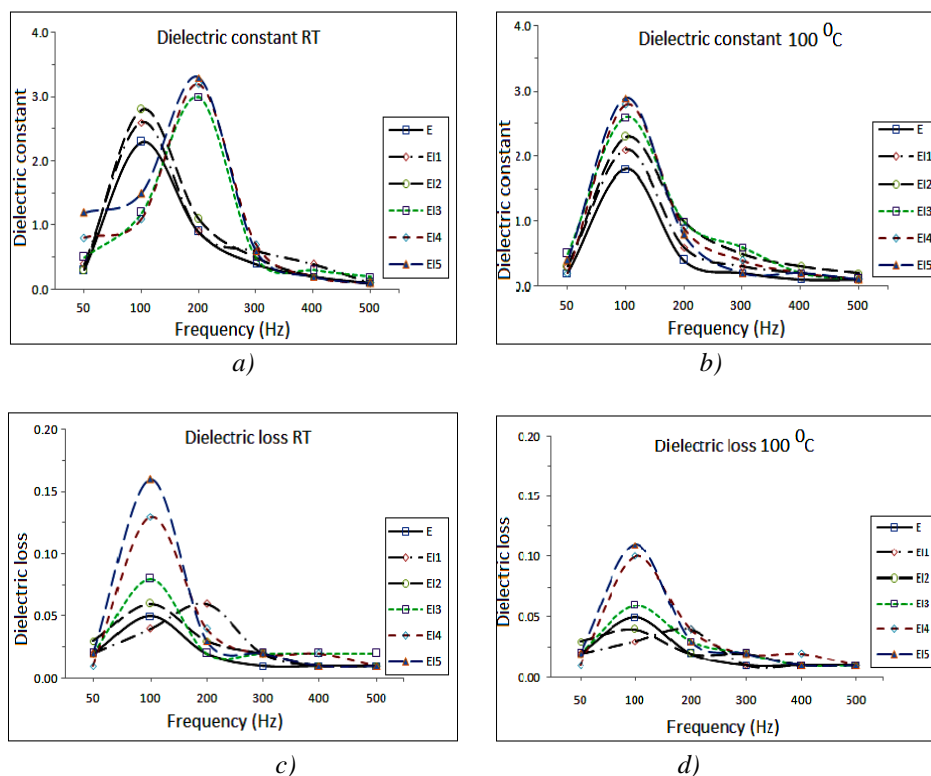 Dielectric constant RT
Dielectric constant
4.0
3.0
2.0
1.0
0.0
50 100 200 300 400 500
Frequency (Hz)
E
EI1
EI2
EI3
EI4
EI5
a)
Dielectric constant 100 ⁰C
Dielectric constant
4.0
3.0
2.0
1.0
0.0
50 100 200 300 400 500
Frequency (Hz)
E
EI1
EI2
EI3
EI4
EI5
b)
Dielectric loss RT
Dielectric loss
0.20
0.15
0.10
0.05
0.00
50 100 200 300 400 500
Frequency (Hz)
E
EI1
EI2
EI3
EI4
EI5
c)
Dielectric loss 100 ⁰C
Dielectric loss
0.20
0.15
0.10
0.05
0.00
50 100 200 300 400 500
Frequency (Hz)
E
EI1
EI2
EI3
EI4
EI5
d)